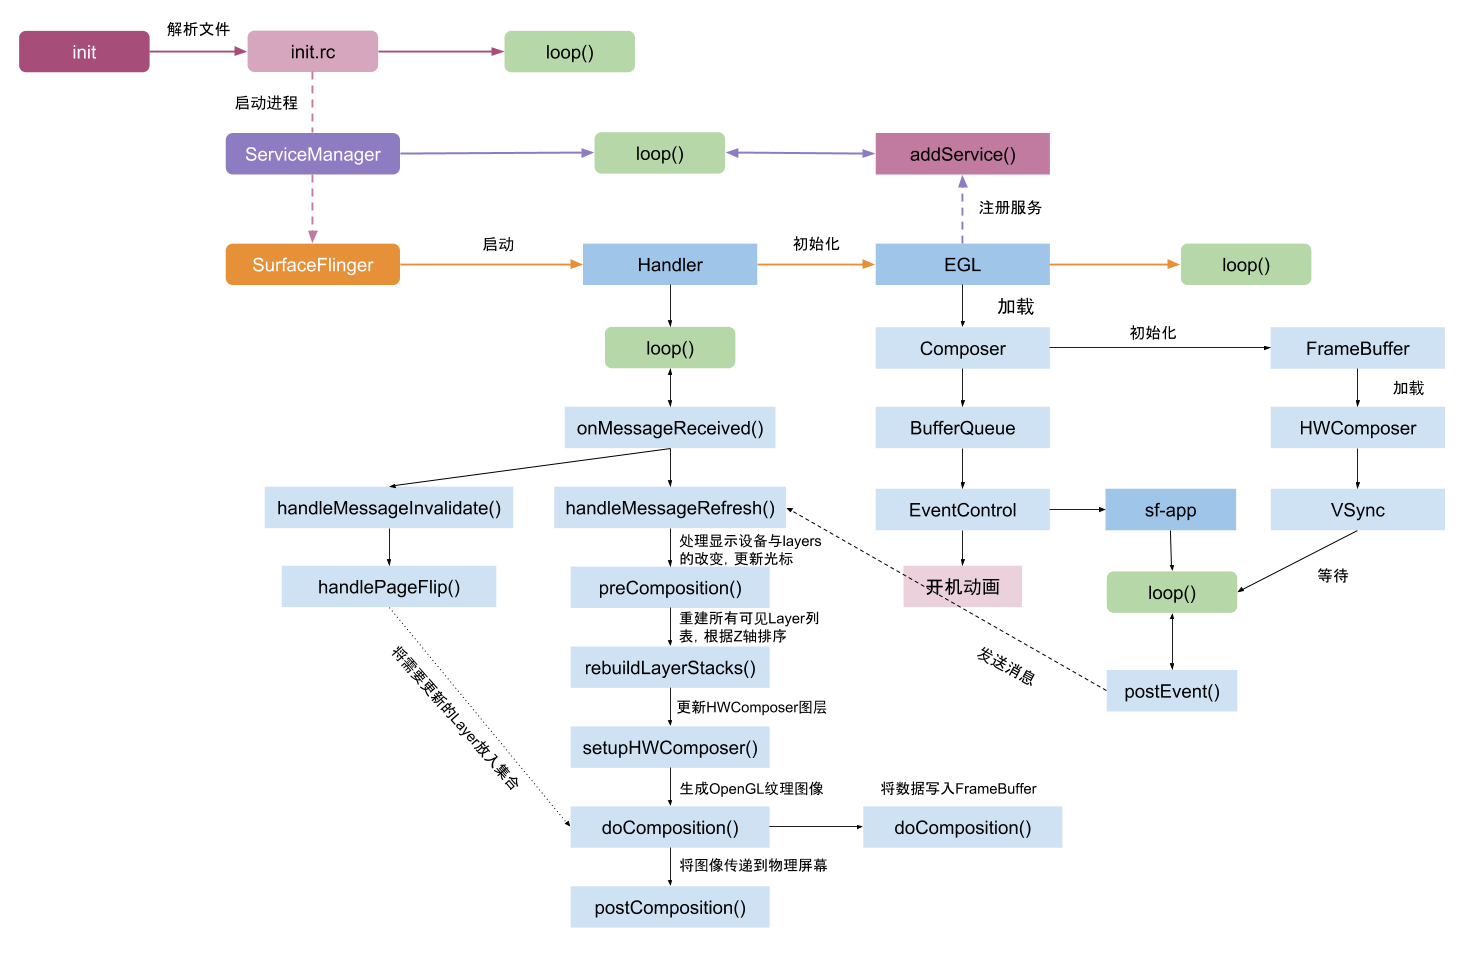 解析文件
init
init.rc
loop()
启动进程
ServiceManager
loop()
addService()
注册服务
启动
初始化
SurfaceFlinger
Handler
EGL
loop()
加载
初始化
loop()
Composer
FrameBuffer
加载
onMessageReceived()
BufferQueue
HWComposer
handleMessageInvalidate()
handleMessageRefresh()
EventControl
sf-app
VSync
处理显示设备与layers
的改变, 更新光标
handlePageFlip()
preComposition()
开机动画
loop()
等待
重建所有可见Layer列
表, 根据Z轴排序
rebuildLayerStacks()
发送消息
postEvent()
将需要更新的Layer放入集合
更新HWComposer图层
setupHWComposer()
生成OpenGL纹理图像
将数据写入FrameBuffer
doComposition()
doComposition()
将图像传递到物理屏幕
postComposition()